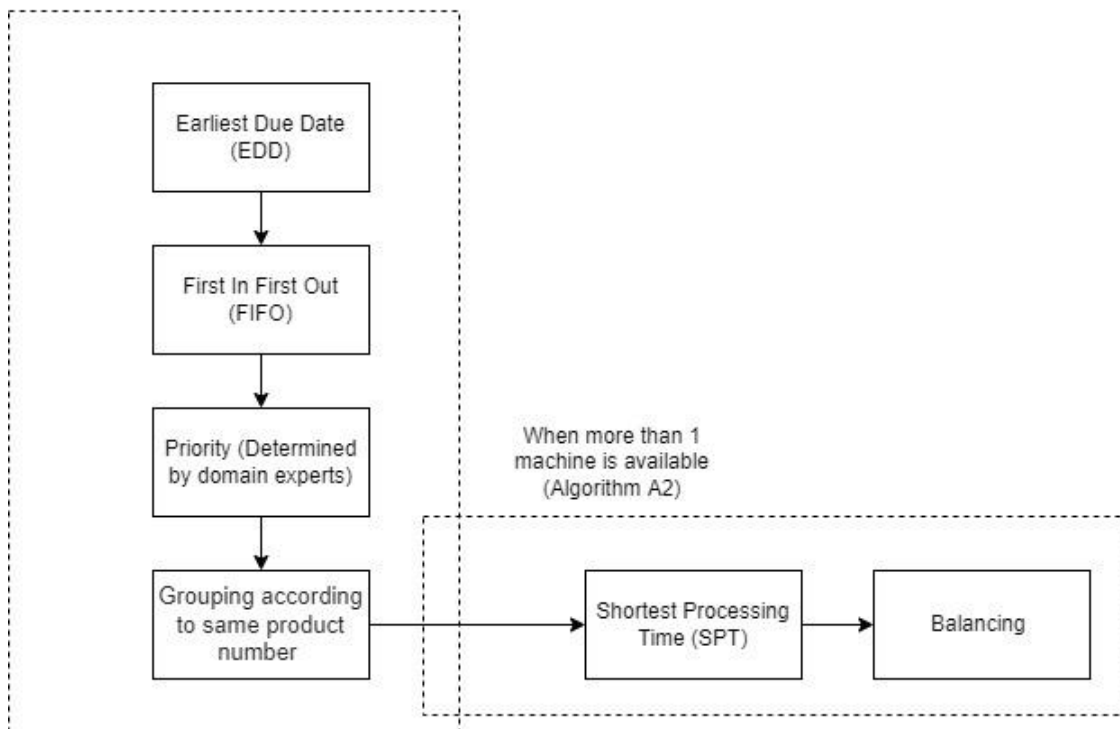 Earliest Due Date
(EDD)
First In First Out
(FIFO)
Priority (Determined
by domain experts)
When more than 1
machine is available
(Algorithm A2)
Grouping according
to same product
number
Shortest Processing
Time (SPT)
Balancing